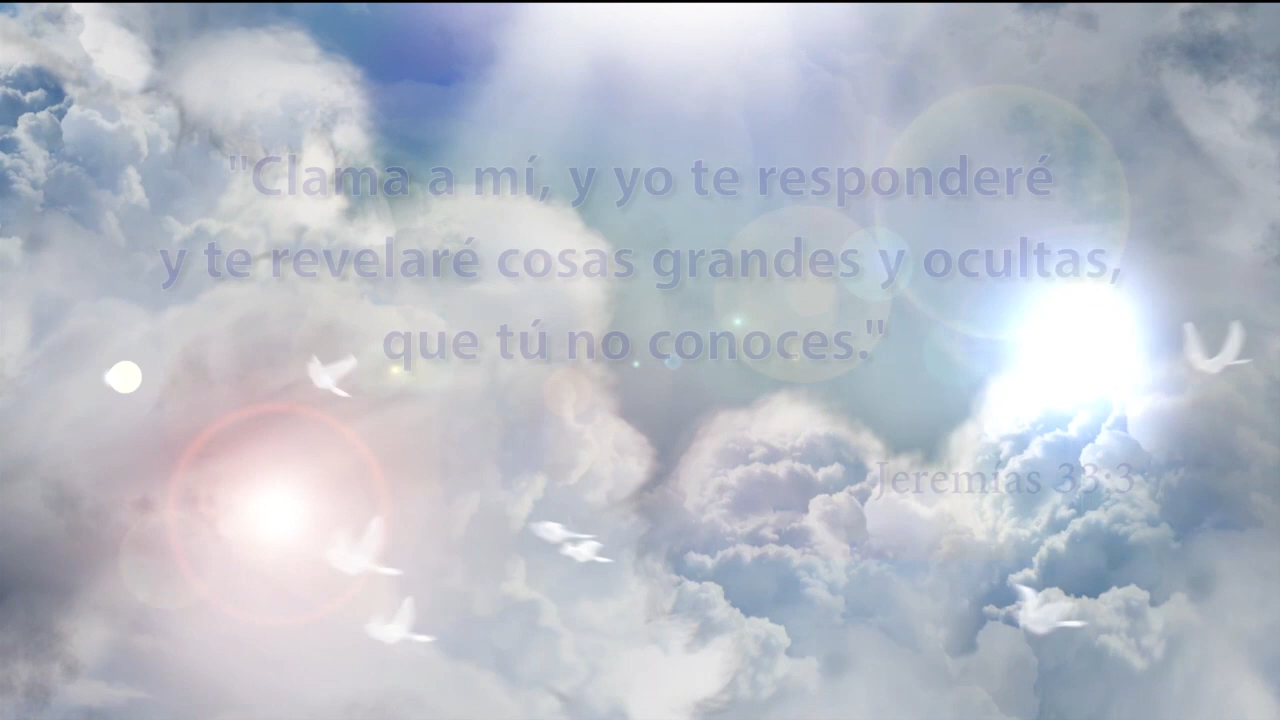 "Clama a mí, y yo te responderé
y te revelaré cosas grandes y ocultas,
que tú no conoces."
Jeremías 33:3